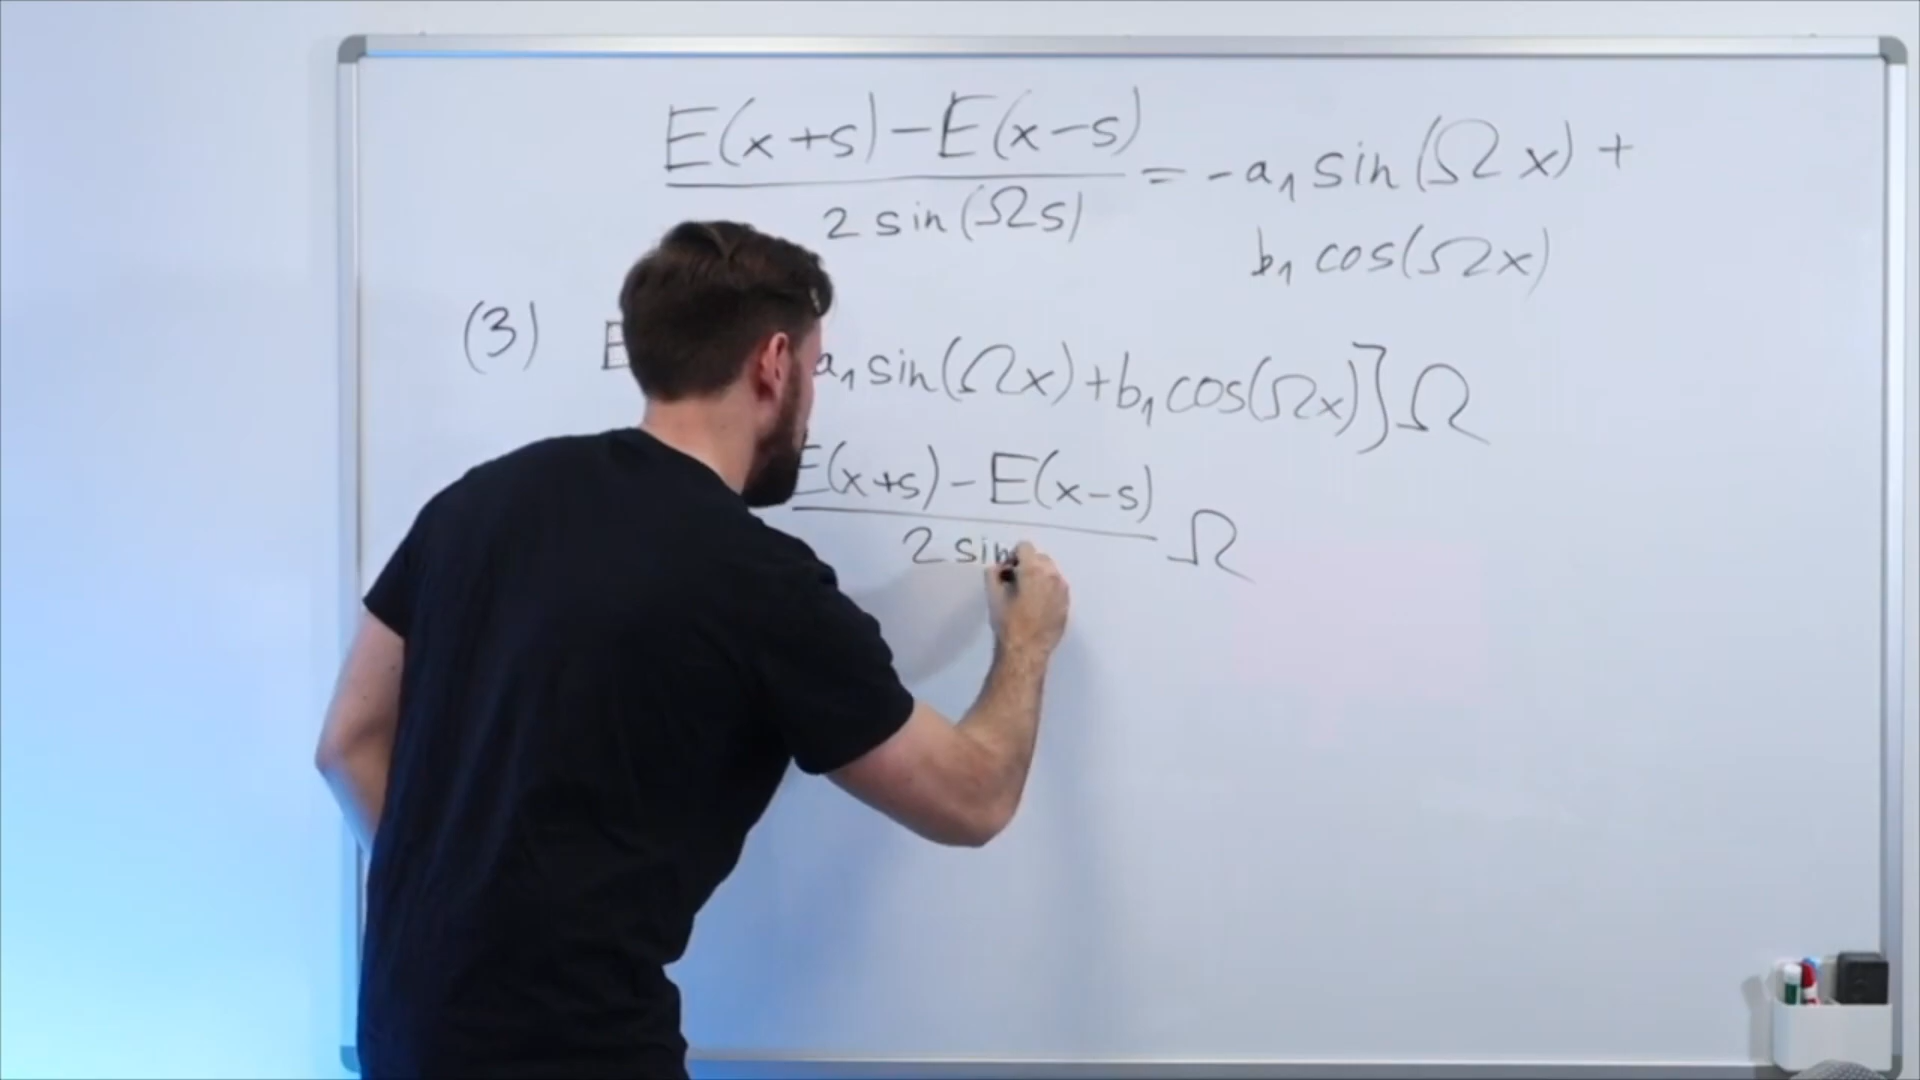 E(x+s) - E(x-s)
2 sin(Ωs)
= -a₁ sin(Ωx) +
b₁ cos(Ωx)
(3) E a₁ sin(Ωx) + b₁ cos(Ωx)] Ω
E(x+s) - E(x-s)
2 sin
Ω